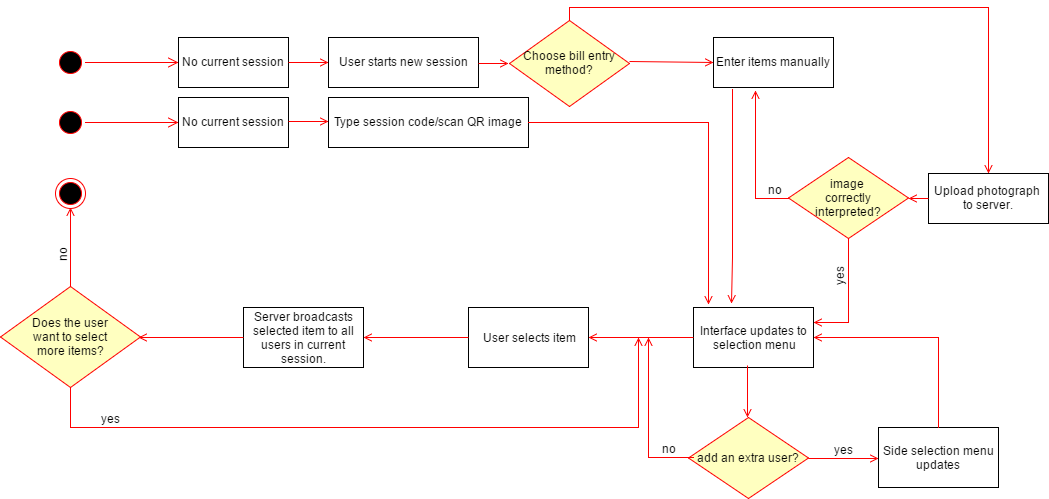 No current session
User starts new session
Choose bill entry
method?
Enter items manually
No current session
Type session code/scan QR image
image
correctly
interpreted?
no
Upload photograph
to server.
no
yes
Does the user
want to select
more items?
Server broadcasts
selected item to all
users in current
session.
User selects item
Interface updates to
selection menu
yes
no
add an extra user?
yes
Side selection menu
updates